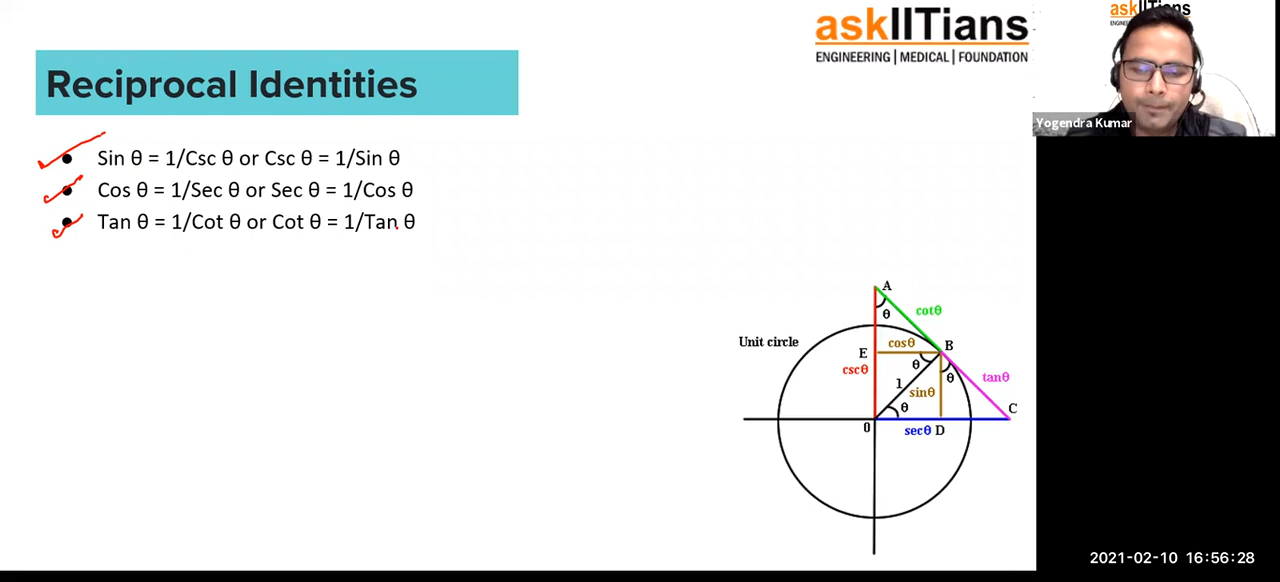 askIITians
ENGINEERING | MEDICAL | FOUNDATION
Yogendra Kumar
Reciprocal Identities
• Sin θ = 1/Csc θ or Csc θ = 1/Sin θ
• Cos θ = 1/Sec θ or Sec θ = 1/Cos θ
• Tan θ = 1/Cot θ or Cot θ = 1/Tan θ
A
θ
cotθ
Unit circle
E
cosθ
B
cscθ
θ
θ
tanθ
1
sinθ
θ
C
0
secθ
D
2021-02-10 16:56:28